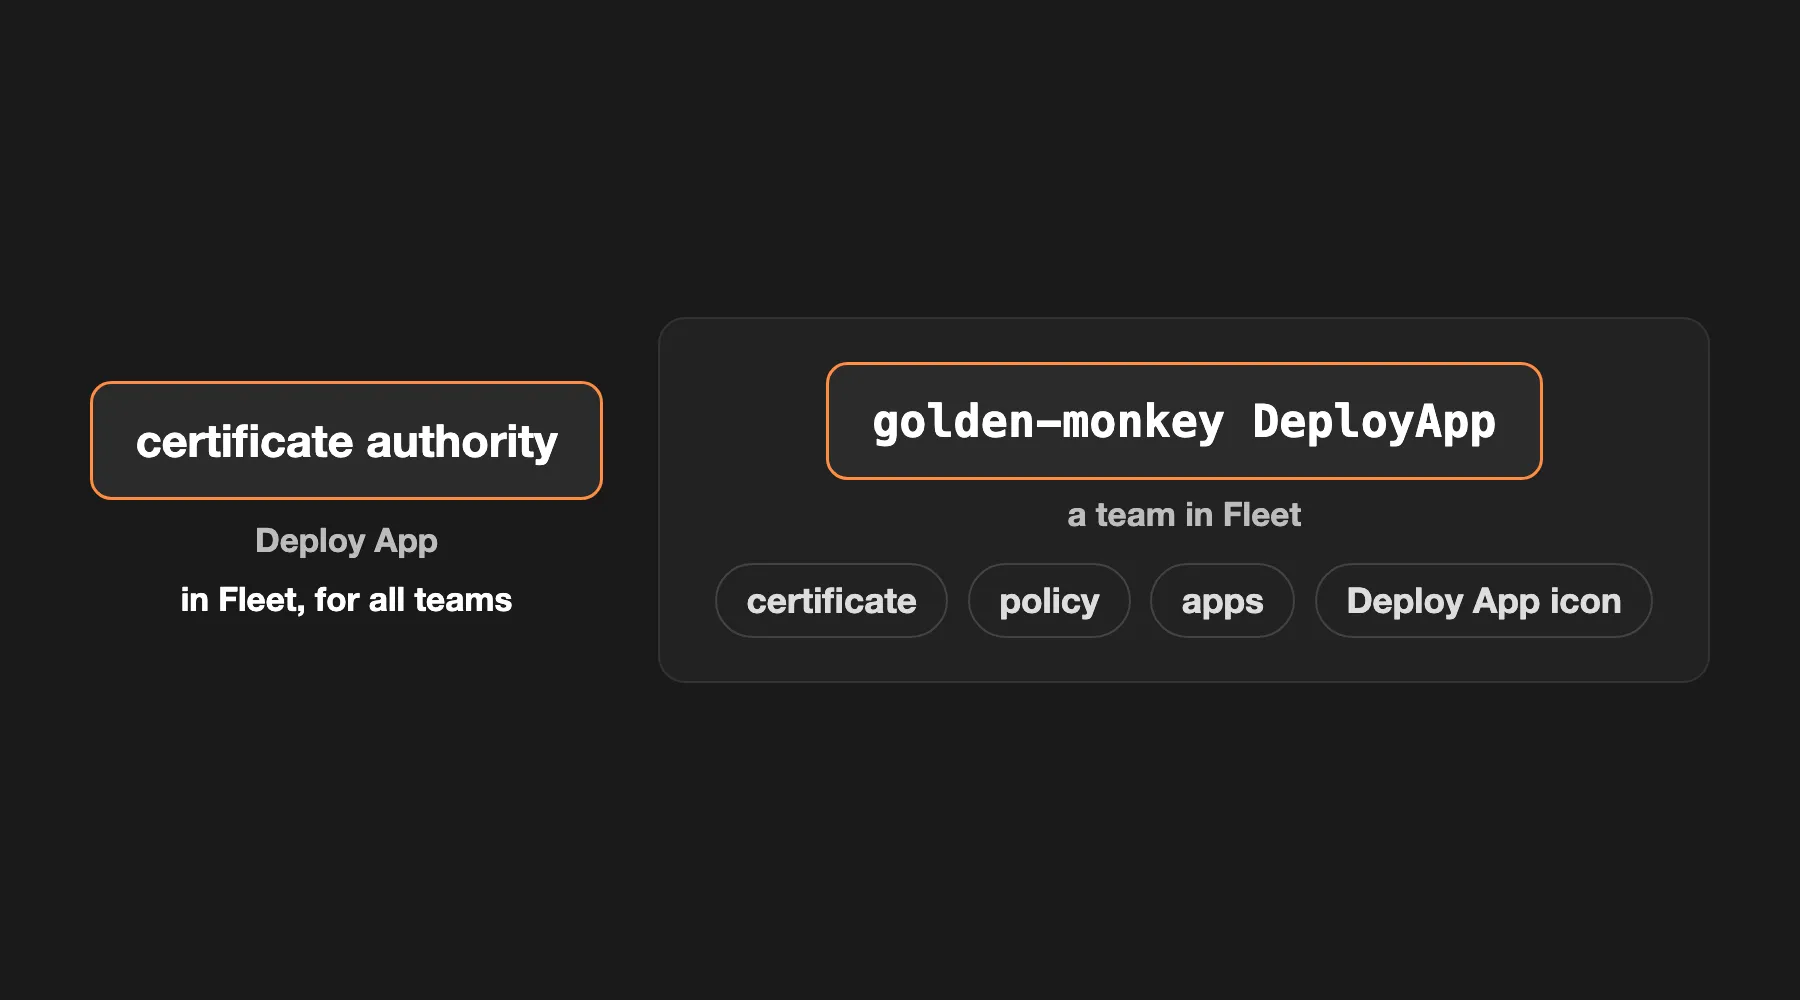 certificate authority
Deploy App
in Fleet, for all teams
golden-monkey DeployApp
a team in Fleet
certificate
policy
apps
Deploy App icon